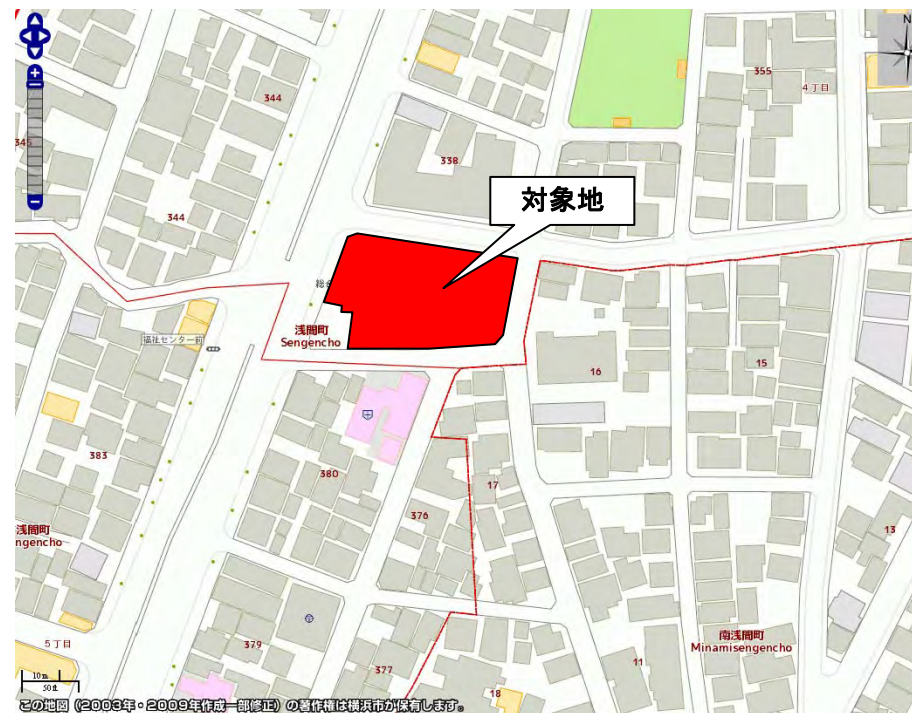 N
355
4丁目
344
345
338
対象地
344
総合
浅間町
Sengencho
福祉センター前
16
15
383
380
17
376
13
浅間町
ngencho
5丁目
379
377
南浅間町
Minamisengencho
11
18
10m
50ft
この地図(2003年・2009年作成一部修正)の著作権は横浜市が保有します。